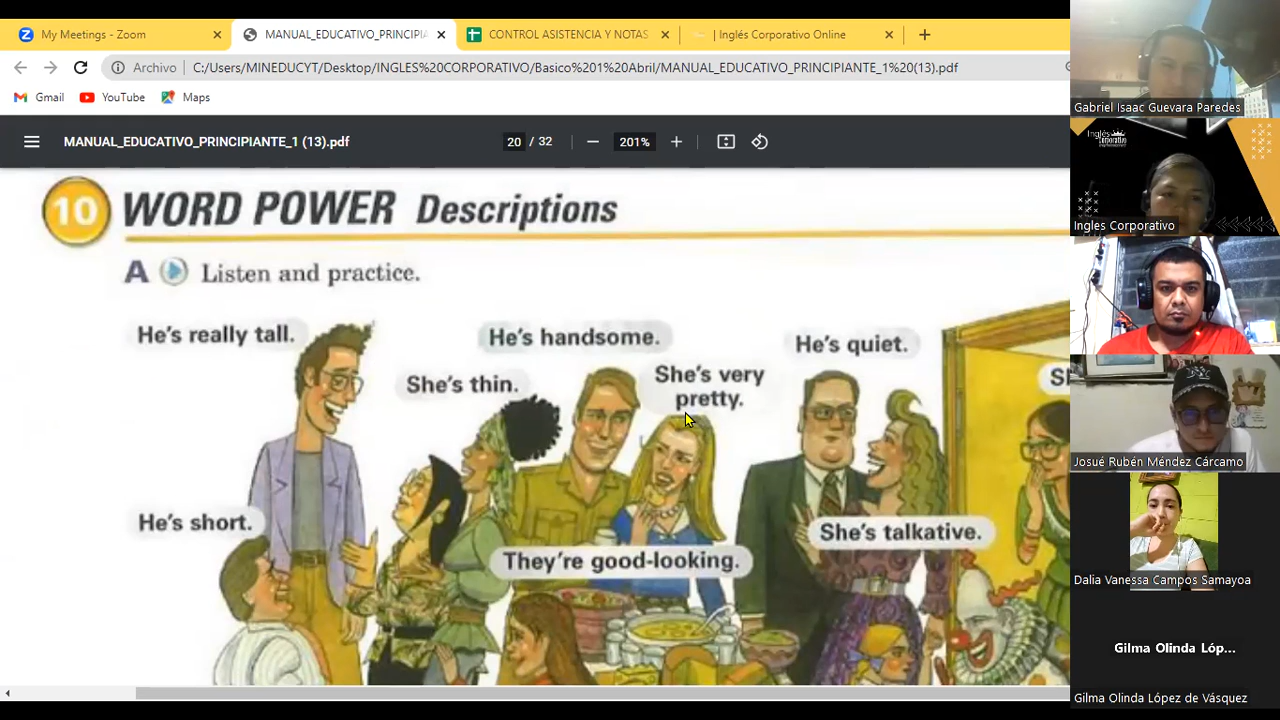 My Meetings - Zoom
MANUAL_EDUCATIVO_PRINCIPIA
CONTROL ASISTENCIA Y NOTAS
| Inglés Corporativo Online
Archivo
C:/Users/MINEDUCYT/Desktop/INGLES%20CORPORATIVO/Basico%201%20Abril/MANUAL_EDUCATIVO_PRINCIPIANTE_1%20(13).pdf
Gmail
YouTube
Maps
MANUAL_EDUCATIVO_PRINCIPIANTE_1 (13).pdf
20 / 32
201%
10 WORD POWER Descriptions
A Listen and practice.
He's really tall.
He's handsome.
He's quiet.
She's thin.
She's very
pretty.
He's short.
They're good-looking.
She's talkative.
Gabriel Isaac Guevara Paredes
Inglés
Corporativo
Ingles Corporativo
Josué Rubén Méndez Cárcamo
Dalia Vanessa Campos Samayoa
Gilma Olinda Lóp...
Gilma Olinda López de Vásquez